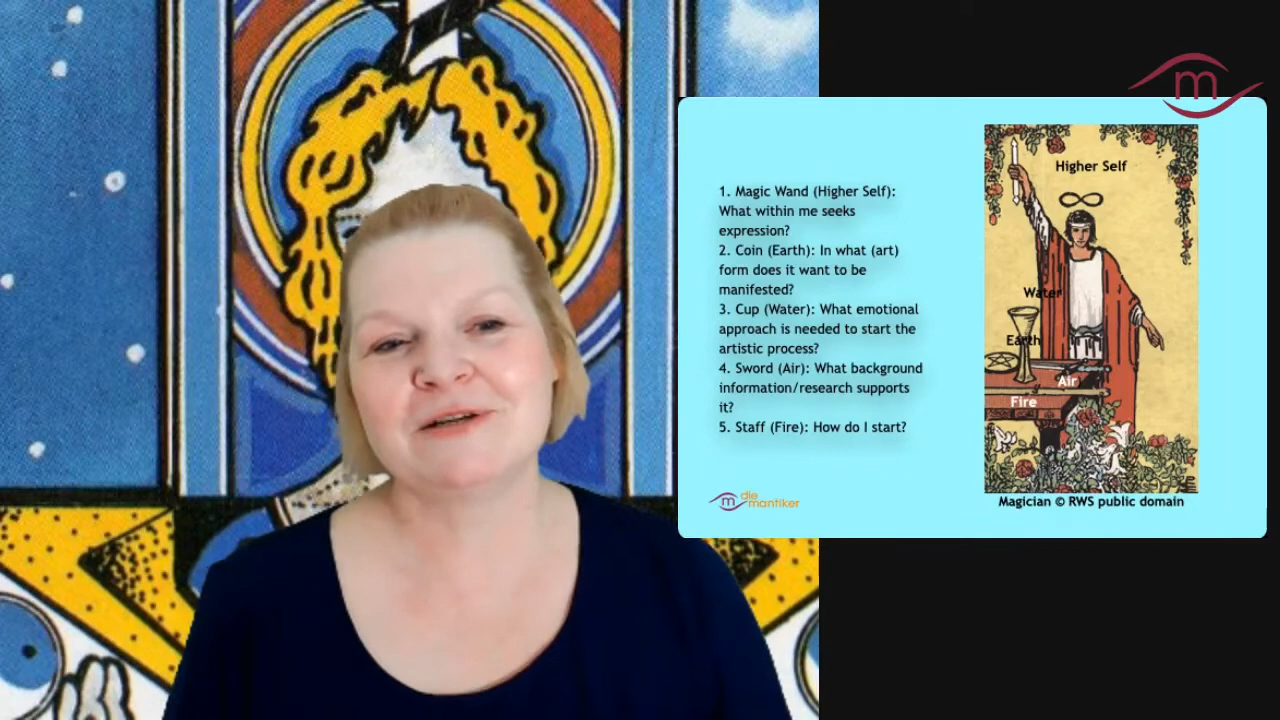 m
1. Magic Wand (Higher Self):
What within me seeks
expression?
2. Coin (Earth): In what (art)
form does it want to be
manifested?
3. Cup (Water): What emotional
approach is needed to start the
artistic process?
4. Sword (Air): What background
information/research supports
it?
5. Staff (Fire): How do I start?
m die
mantiker
Higher Self
Water
Earth
Air
Fire
Magician © RWS public domain